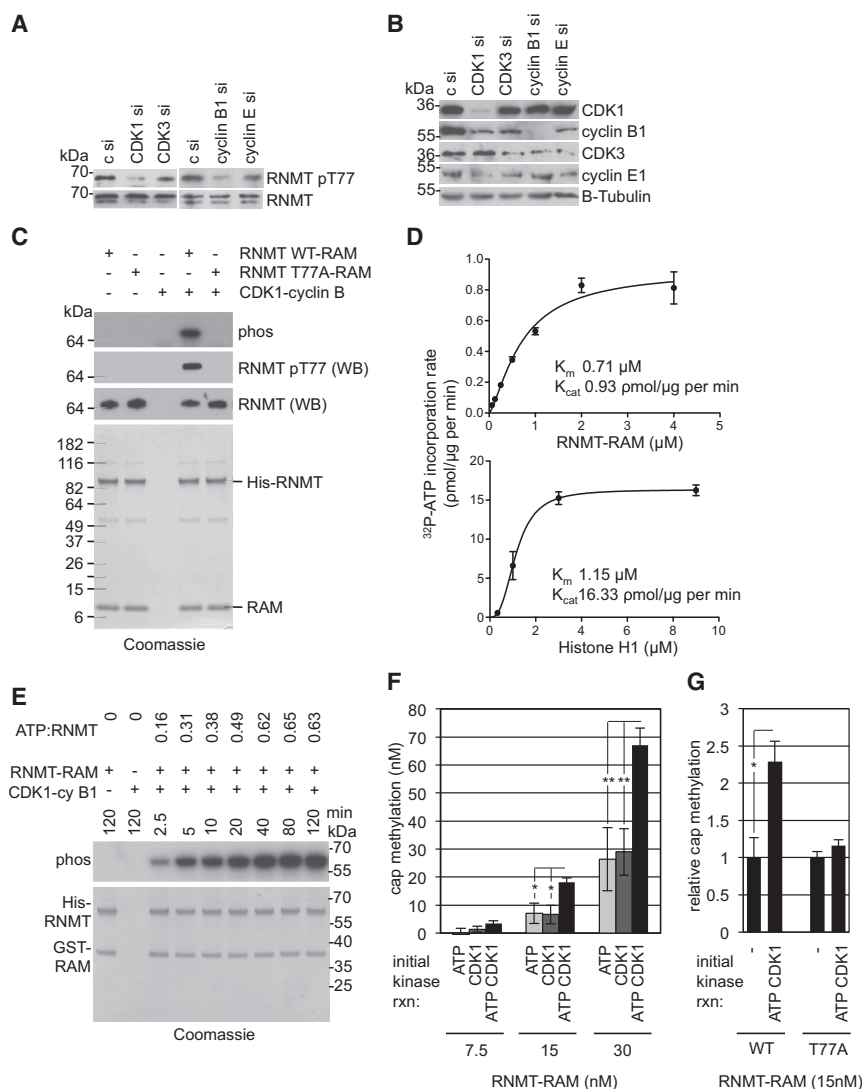 A
c si
CDK1 si
CDK3 si
c si
cyclin B1 si
cyclin E si
kDa
70
RNMT pT77
70
RNMT
B
c si
CDK1 si
CDK3 si
cyclin B1 si
cyclin E si
kDa
36 CDK1
55 cyclin B1
36 CDK3
55 cyclin E1
55 B-Tubulin
C
+ - - + - RNMT WT-RAM
- + - - + RNMT T77A-RAM
- - + + + CDK1-cyclin B
kDa
64 phos
64 RNMT pT77 (WB)
64 RNMT (WB)
182
116
82 His-RNMT
64
49
37
26
15
6 RAM
Coomassie
D
³²P-ATP incorporation rate
(ρmol/μg per min)
1.0
0.8
0.6
0.4
0.2
0.0
Km 0.71 μM
Kcat 0.93 ρmol/μg per min
0 1 2 3 4 5
RNMT-RAM (μM)
20
15
10
5
0
Km 1.15 μM
Kcat 16.33 ρmol/μg per min
0 2 4 6 8 10
Histone H1 (μM)
E
ATP:RNMT 0 0 0.16 0.31 0.38 0.49 0.62 0.65 0.63
RNMT-RAM + - + + + + + + +
CDK1-cy B1 - + + + + + + + +
120 120 2.5 5 10 20 40 80 120 min
kDa
phos
70
55
His-
RNMT
GST-
RAM
70
55
40
35
25
Coomassie
F
cap methylation (nM)
80
70
60
50
40
30
20
10
0
* * ** **
initial
kinase
rxn:
ATP
CDK1
ATP CDK1
ATP
CDK1
ATP CDK1
ATP
CDK1
ATP CDK1
7.5 15 30
RNMT-RAM (nM)
G
relative cap methylation
3
2.5
2
1.5
1
0.5
0
*
initial
kinase
rxn:
-
ATP CDK1
-
ATP CDK1
WT T77A
RNMT-RAM (15nM)